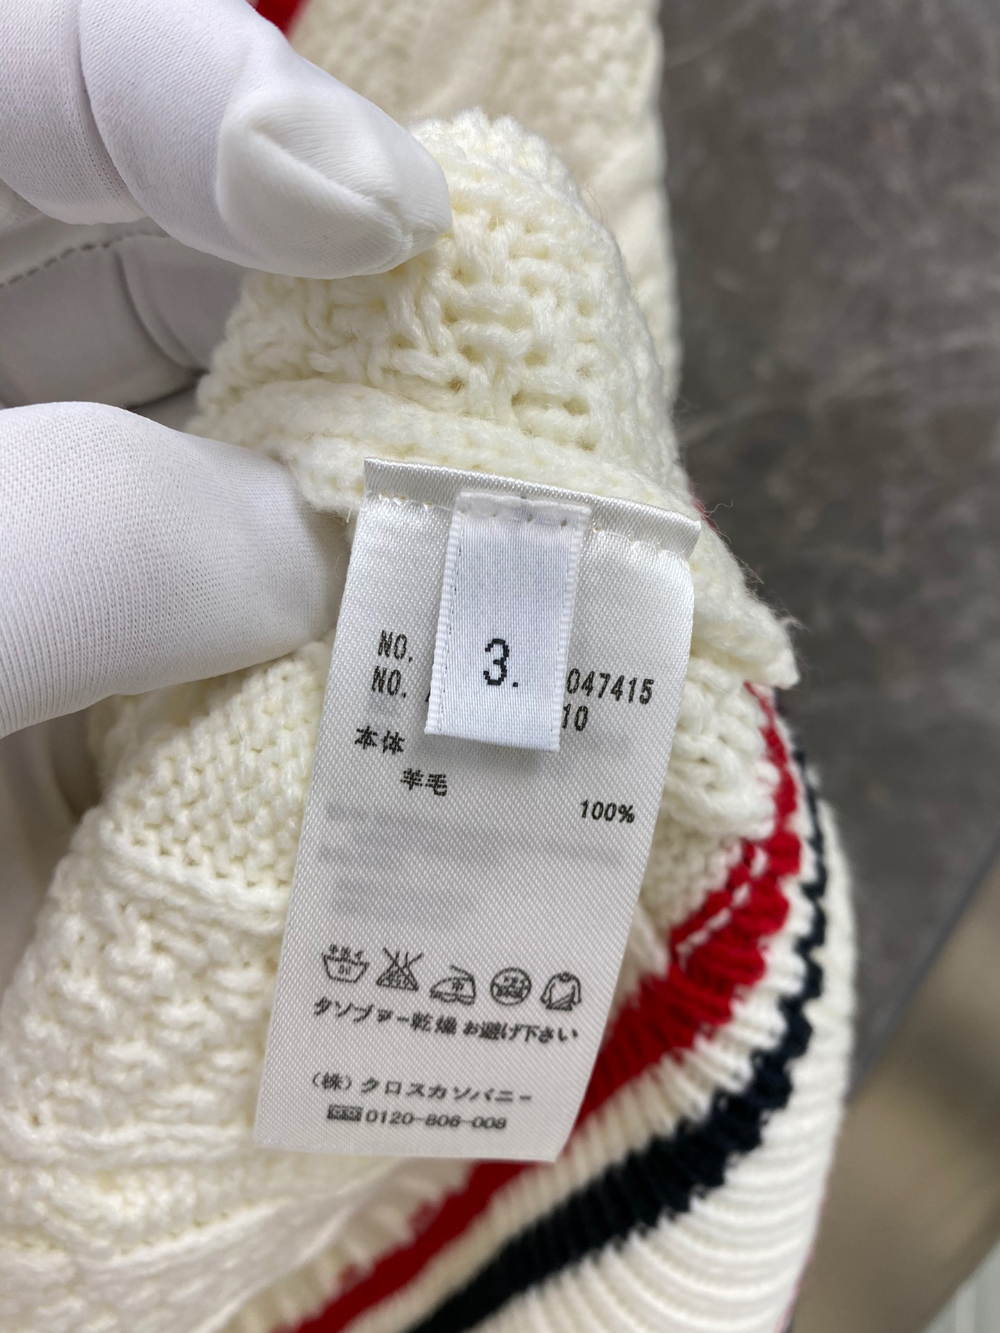 3.
NO.
NO. 047415
10
本体
羊毛
100%
タンブラー乾燥 お避け下さい
(株)クロスカンパニー
0120-806-008